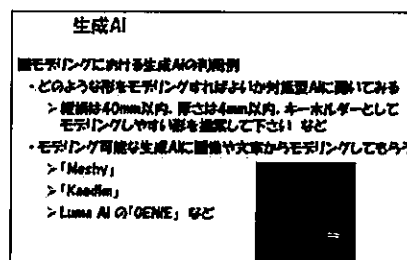 生成AI
■モデリングにおける生成AIの利用例
・どのような形をモデリングすればよいか対話型AIに聞いてみる
➢縦横は40mm以内、厚さは4mm以内、キーホルダーとして
モデリングしやすい形を提案して下さい など
・モデリング可能な生成AIに画像や文章からモデリングしてもらう
➢「Meshy」
➢「Kaedim」
➢Luma AI の「GENIE」 など